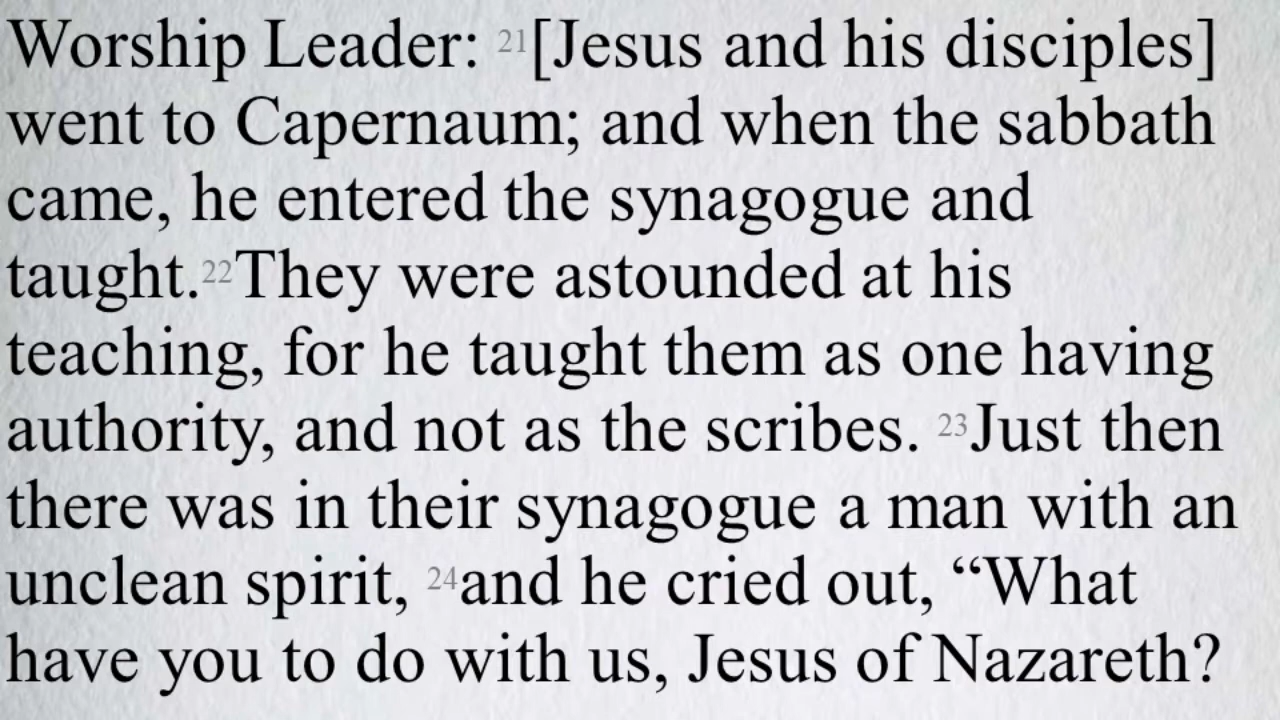 Worship Leader: 21[Jesus and his disciples]
went to Capernaum; and when the sabbath
came, he entered the synagogue and
taught.22They were astounded at his
teaching, for he taught them as one having
authority, and not as the scribes. 23Just then
there was in their synagogue a man with an
unclean spirit, 24and he cried out, “What
have you to do with us, Jesus of Nazareth?